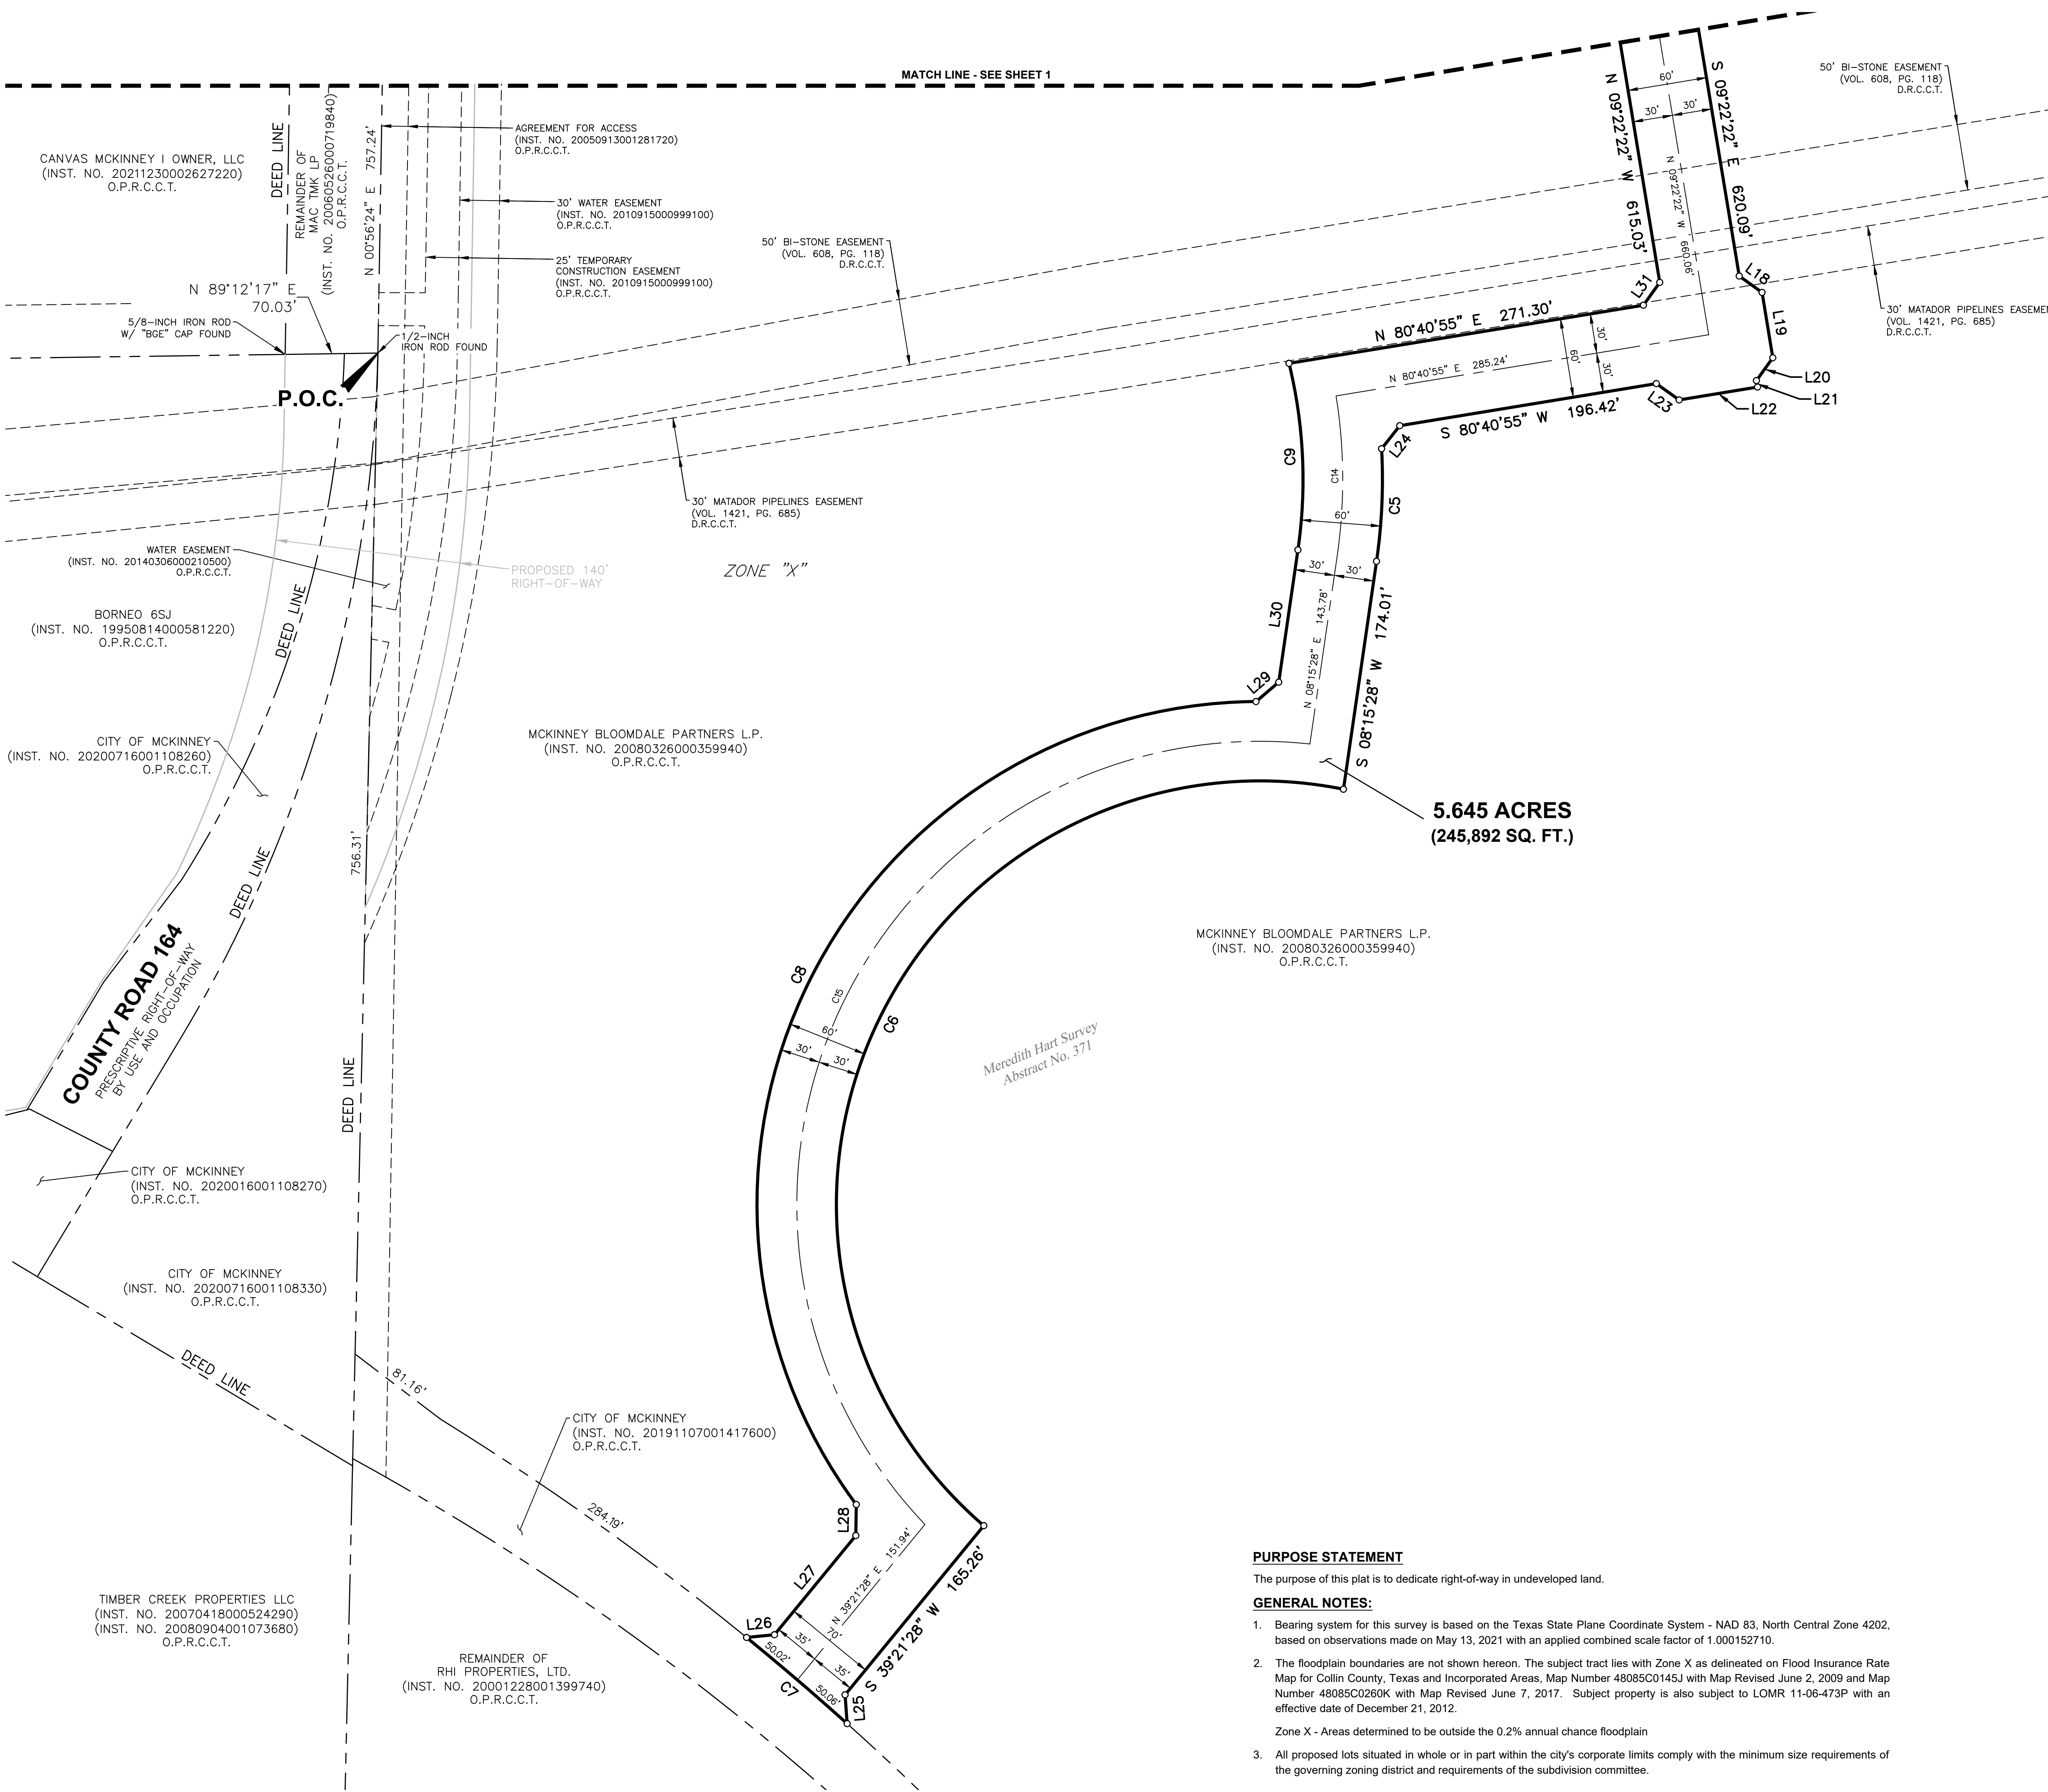 MATCH LINE - SEE SHEET 1
CANVAS MCKINNEY I OWNER, LLC
(INST. NO. 20211230002627220)
O.P.R.C.C.T.
DEED LINE
REMAINDER OF
MAC TMK LP
(INST. NO. 20060526000719840)
O.P.R.C.C.T.
N 00°56'24" E 757.24'
AGREEMENT FOR ACCESS
(INST. NO. 20050913001281720)
O.P.R.C.C.T.
30' WATER EASEMENT
(INST. NO. 2010915000999100)
O.P.R.C.C.T.
25' TEMPORARY
CONSTRUCTION EASEMENT
(INST. NO. 2010915000999100)
O.P.R.C.C.T.
N 89°12'17" E
70.03'
5/8-INCH IRON ROD
W/ "BGE" CAP FOUND
1/2-INCH
IRON ROD FOUND
P.O.C.
50' BI-STONE EASEMENT
(VOL. 608, PG. 118)
D.R.C.C.T.
50' BI-STONE EASEMENT
(VOL. 608, PG. 118)
D.R.C.C.T.
N 09°22'22" W 615.03'
60'
30'
30'
N 09°22'22" W 660.06'
S 09°22'22" E 620.09'
L18
L19
L20
L21
L22
L23
L24
L31
30' MATADOR PIPELINES EASEMEN
(VOL. 1421, PG. 685)
D.R.C.C.T.
N 80°40'55" E 271.30'
30'
60'
30'
N 80°40'55" E 285.24'
S 80°40'55" W 196.42'
C9
C14
C5
60'
30'
30'
30' MATADOR PIPELINES EASEMENT
(VOL. 1421, PG. 685)
D.R.C.C.T.
WATER EASEMENT
(INST. NO. 20140306000210500)
O.P.R.C.C.T.
PROPOSED 140'
RIGHT-OF-WAY
ZONE "X"
BORNEO 6SJ
(INST. NO. 19950814000581220)
O.P.R.C.C.T.
DEED LINE
L30
N 08°15'28" E 143.78'
S 08°15'28" W 174.01'
L29
CITY OF MCKINNEY
(INST. NO. 20200716001108260)
O.P.R.C.C.T.
MCKINNEY BLOOMDALE PARTNERS L.P.
(INST. NO. 20080326000359940)
O.P.R.C.C.T.
5.645 ACRES
(245,892 SQ. FT.)
756.31'
DEED LINE
COUNTY ROAD 164
PRESCRIPTIVE RIGHT-OF-WAY
BY USE AND OCCUPATION
MCKINNEY BLOOMDALE PARTNERS L.P.
(INST. NO. 20080326000359940)
O.P.R.C.C.T.
C8
C15
C6
60'
30'
30'
Meredith Hart Survey
Abstract No. 371
DEED LINE
CITY OF MCKINNEY
(INST. NO. 2020016001108270)
O.P.R.C.C.T.
CITY OF MCKINNEY
(INST. NO. 20200716001108330)
O.P.R.C.C.T.
DEED LINE
81.16'
CITY OF MCKINNEY
(INST. NO. 20191107001417600)
O.P.R.C.C.T.
284.19'
L28
L27
L26
N 39°21'28" E 151.94'
S 39°21'28" W 165.26'
70'
35'
35'
50.02'
50.06'
C7
L25
TIMBER CREEK PROPERTIES LLC
(INST. NO. 20070418000524290)
(INST. NO. 20080904001073680)
O.P.R.C.C.T.
REMAINDER OF
RHI PROPERTIES, LTD.
(INST. NO. 20001228001399740)
O.P.R.C.C.T.
PURPOSE STATEMENT
The purpose of this plat is to dedicate right-of-way in undeveloped land.
GENERAL NOTES:
1. Bearing system for this survey is based on the Texas State Plane Coordinate System - NAD 83, North Central Zone 4202,
based on observations made on May 13, 2021 with an applied combined scale factor of 1.000152710.
2. The floodplain boundaries are not shown hereon. The subject tract lies with Zone X as delineated on Flood Insurance Rate
Map for Collin County, Texas and Incorporated Areas, Map Number 48085C0145J with Map Revised June 2, 2009 and Map
Number 48085C0260K with Map Revised June 7, 2017. Subject property is also subject to LOMR 11-06-473P with an
effective date of December 21, 2012.
Zone X - Areas determined to be outside the 0.2% annual chance floodplain
3. All proposed lots situated in whole or in part within the city's corporate limits comply with the minimum size requirements of
the governing zoning district and requirements of the subdivision committee.